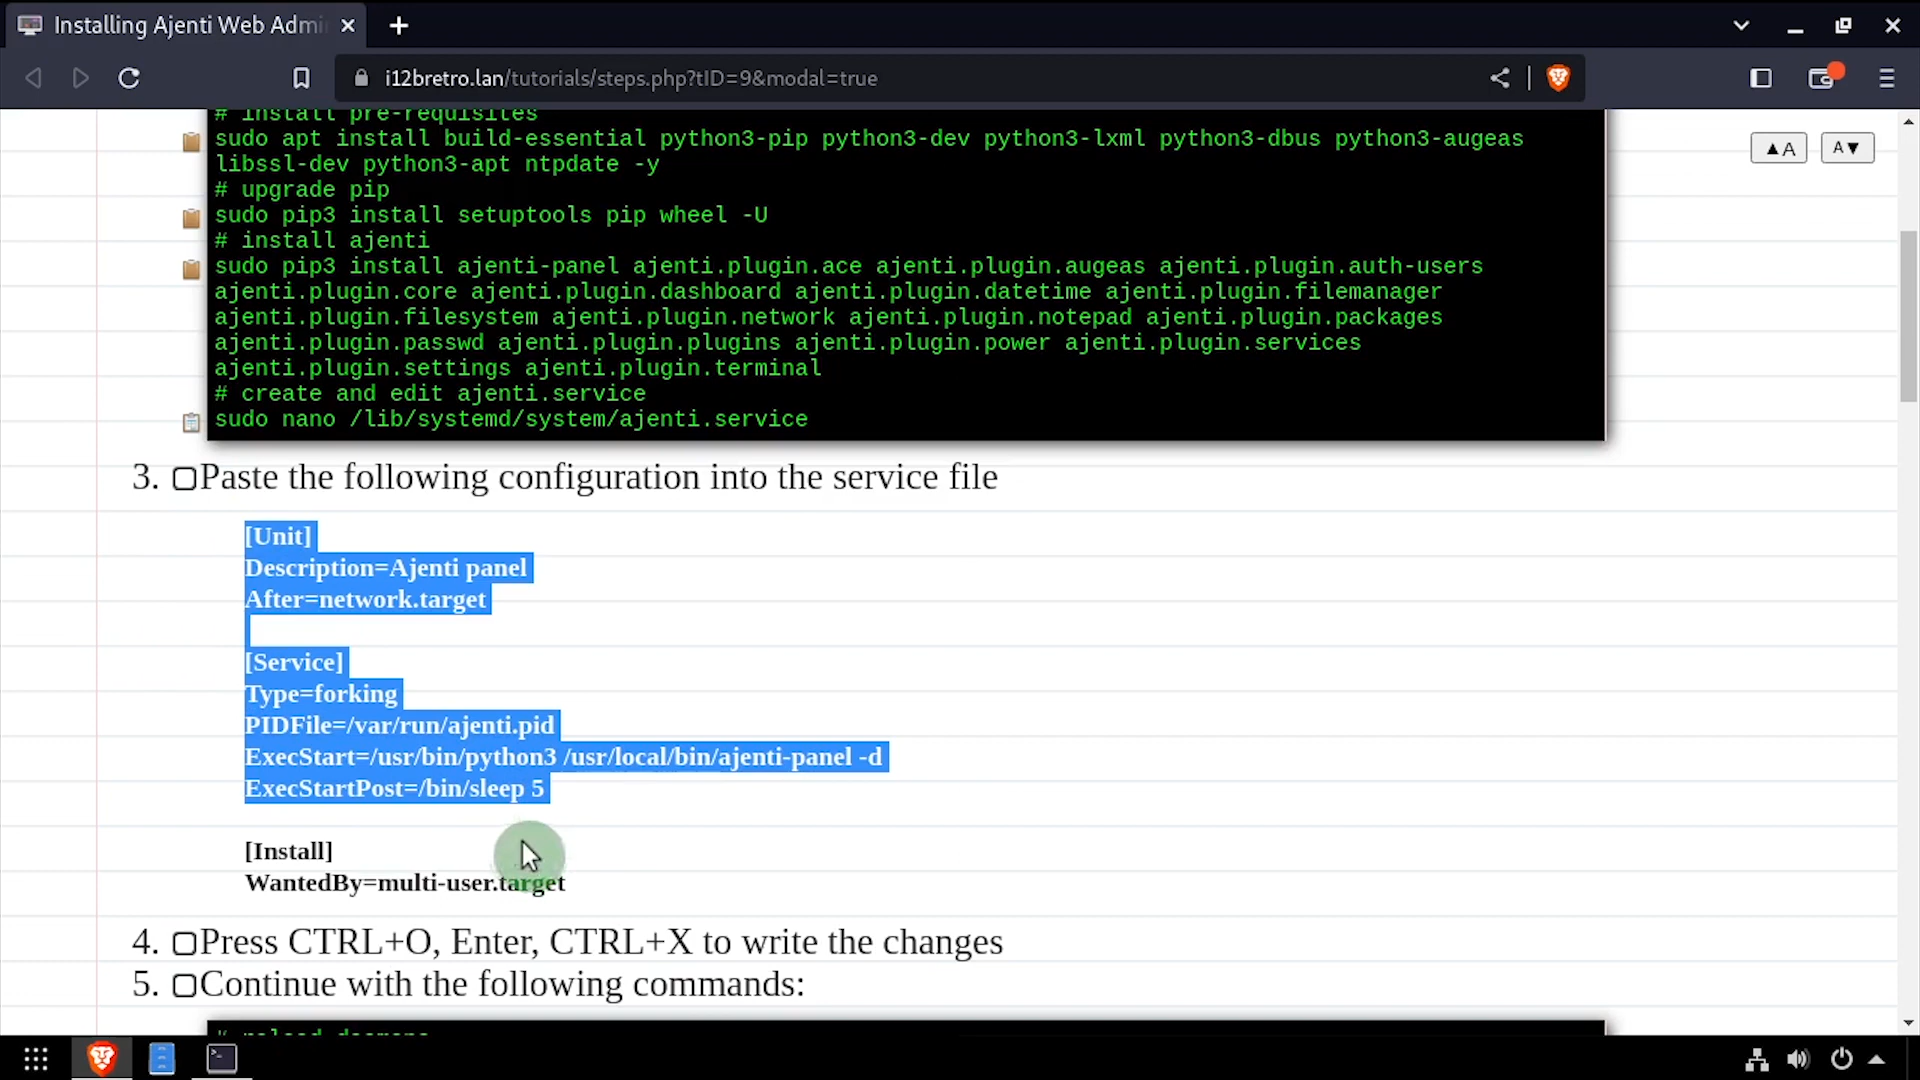 Installing Ajenti Web Admi
i12bretro.lan/tutorials/steps.php?tID=9&modal=true
# install pre-requisites
sudo apt install build-essential python3-pip python3-dev python3-lxml python3-dbus python3-augeas
libssl-dev python3-apt ntpdate -y
# upgrade pip
sudo pip3 install setuptools pip wheel -U
# install ajenti
sudo pip3 install ajenti-panel ajenti.plugin.ace ajenti.plugin.augeas ajenti.plugin.auth-users
ajenti.plugin.core ajenti.plugin.dashboard ajenti.plugin.datetime ajenti.plugin.filemanager
ajenti.plugin.filesystem ajenti.plugin.network ajenti.plugin.notepad ajenti.plugin.packages
ajenti.plugin.passwd ajenti.plugin.plugins ajenti.plugin.power ajenti.plugin.services
ajenti.plugin.settings ajenti.plugin.terminal
# create and edit ajenti.service
sudo nano /lib/systemd/system/ajenti.service
▲A A▼
3. Paste the following configuration into the service file
[Unit]
Description=Ajenti panel
After=network.target
[Service]
Type=forking
PIDFile=/var/run/ajenti.pid
ExecStart=/usr/bin/python3 /usr/local/bin/ajenti-panel -d
ExecStartPost=/bin/sleep 5
[Install]
WantedBy=multi-user.target
4. Press CTRL+O, Enter, CTRL+X to write the changes
5. Continue with the following commands: